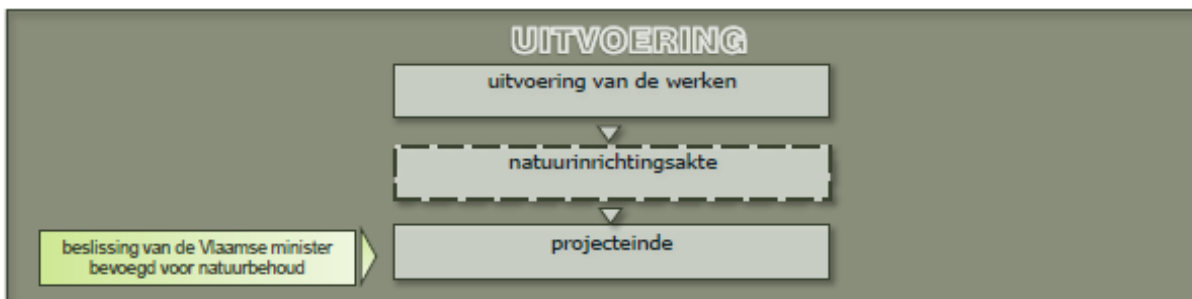 UITVOERING
uitvoering van de werken
natuurinrichtingsakte
projecteinde
beslissing van de Vlaamse minister
bevoegd voor natuurbehoud